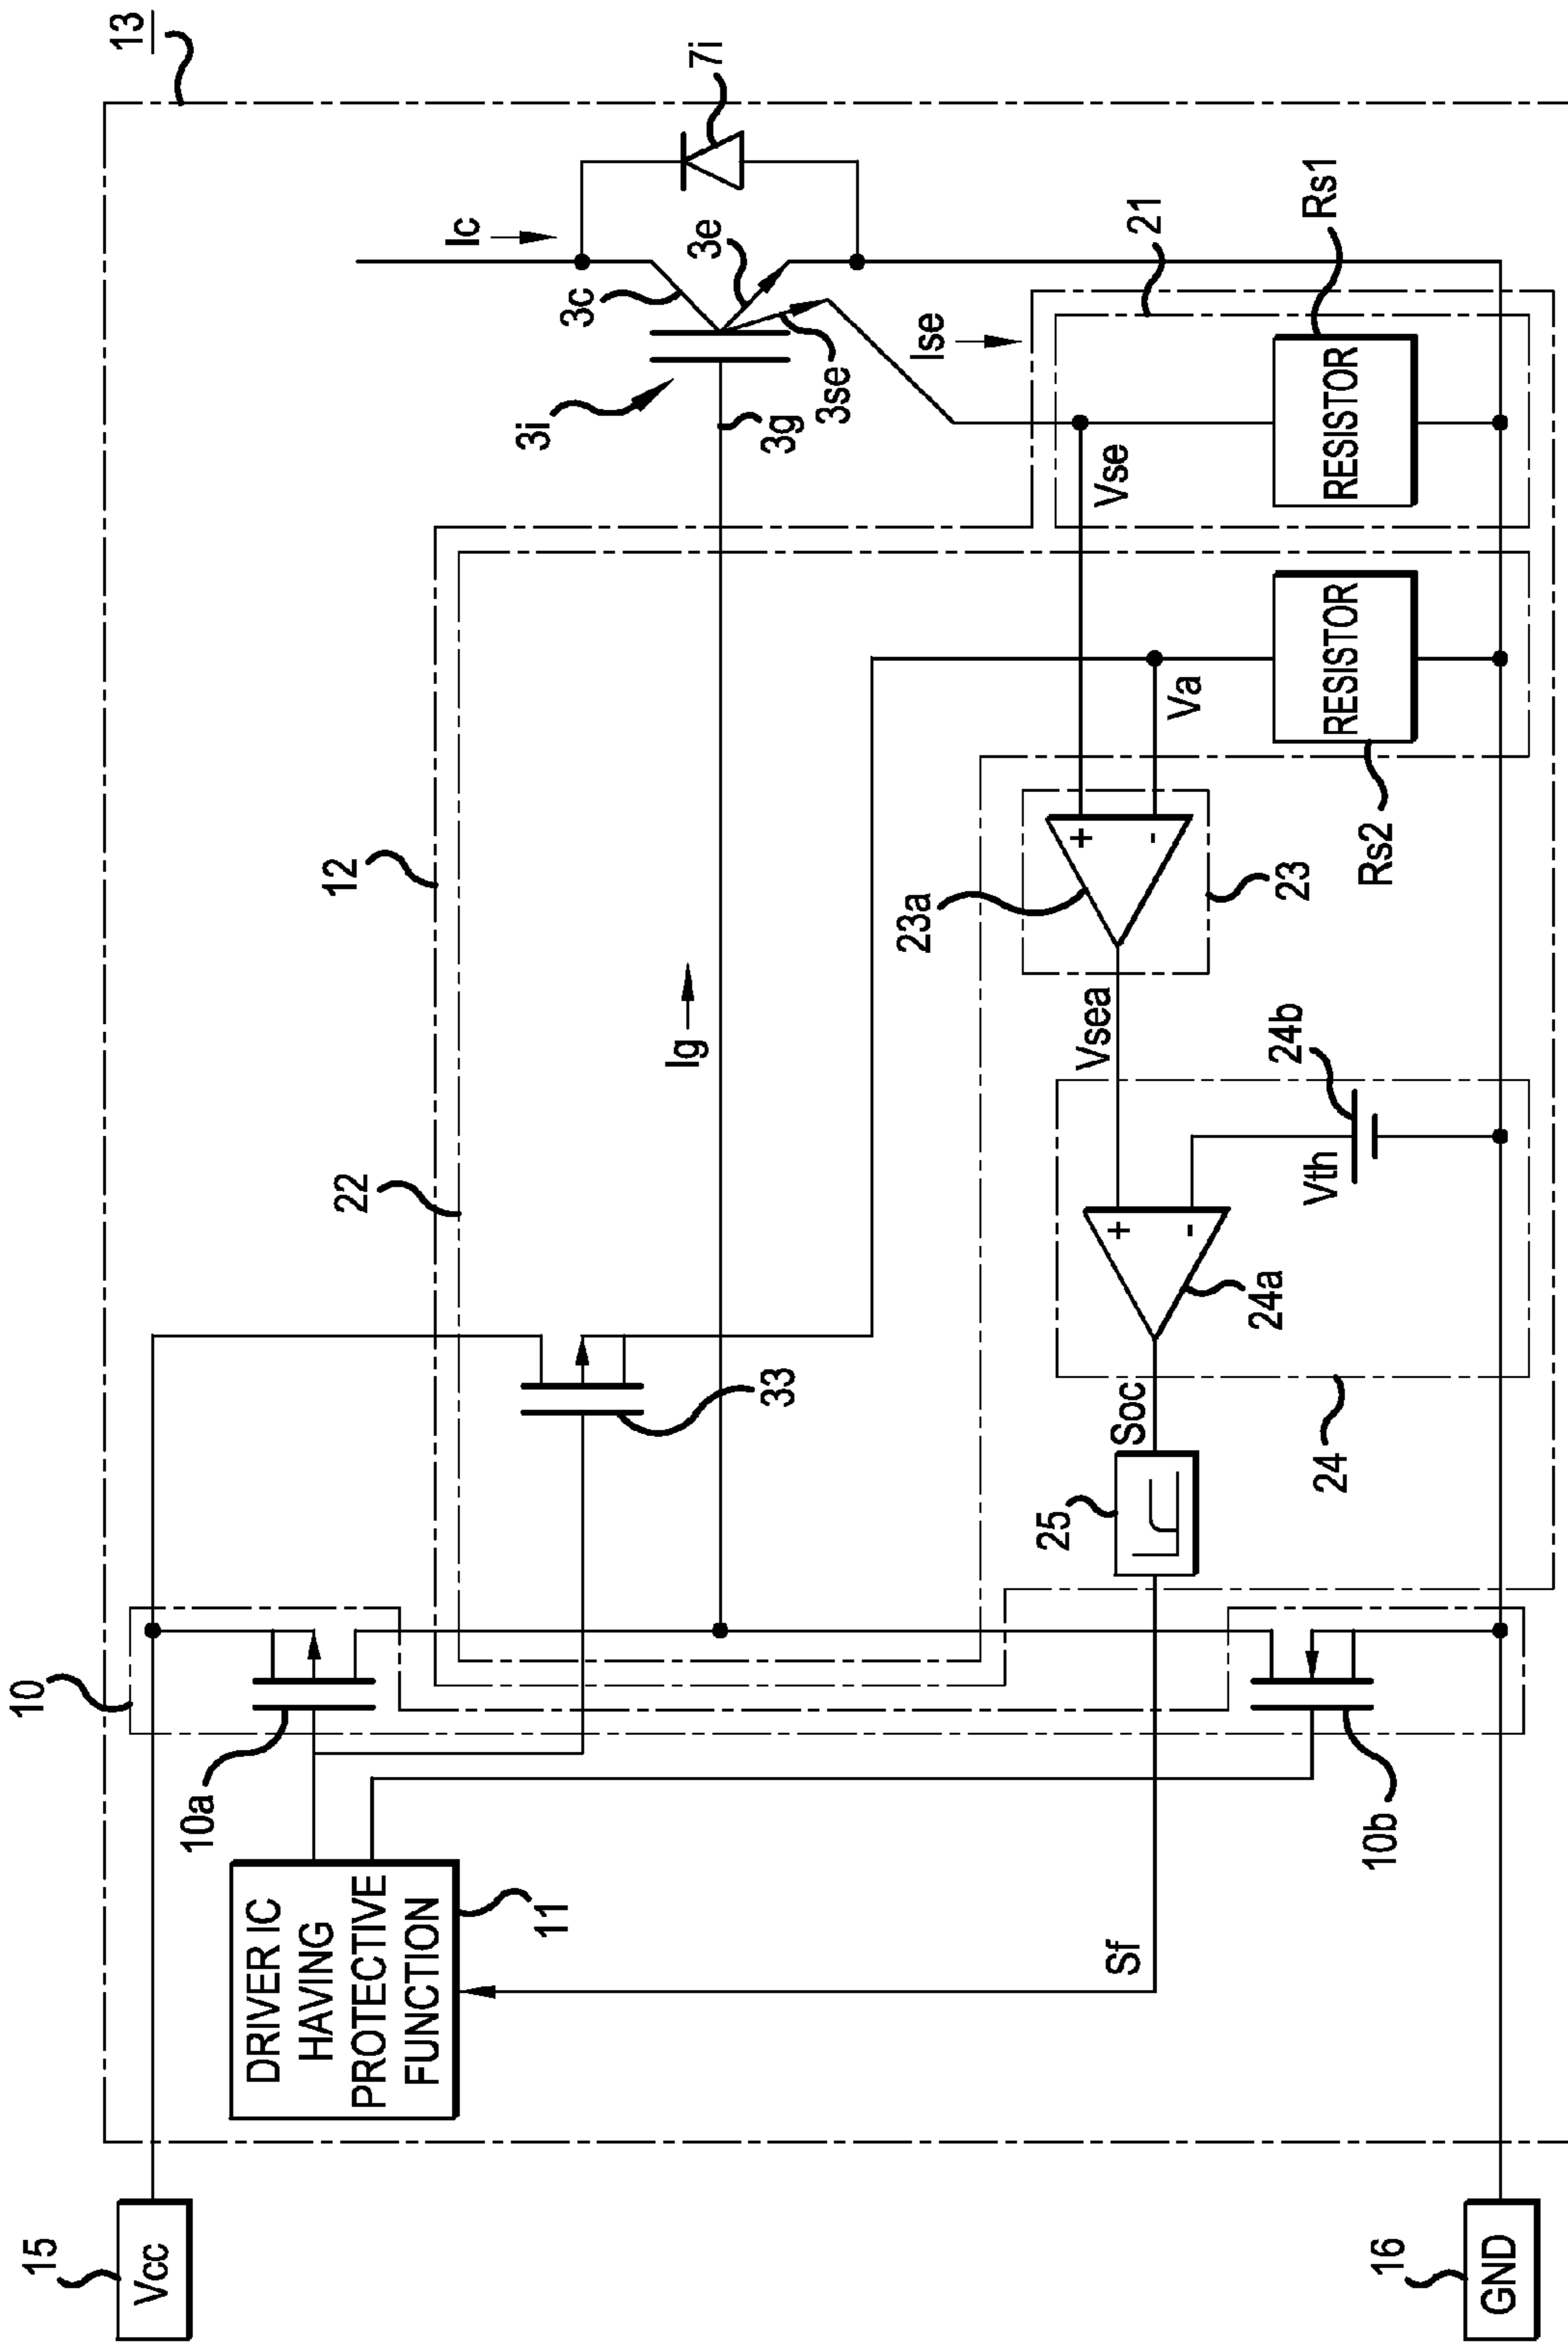 13
15
Vcc
10
10a
DRIVER IC
HAVING
PROTECTIVE
FUNCTION
11
33
22
12
Ig
3i
3g
3c
3e
3se
Ic
7i
Ise
21
Vse
Rs1
RESISTOR
RESISTOR
Rs2
Va
+
-
23a
23
Vsea
24b
Vth
+
-
24a
24
Soc
25
Sf
10b
16
GND